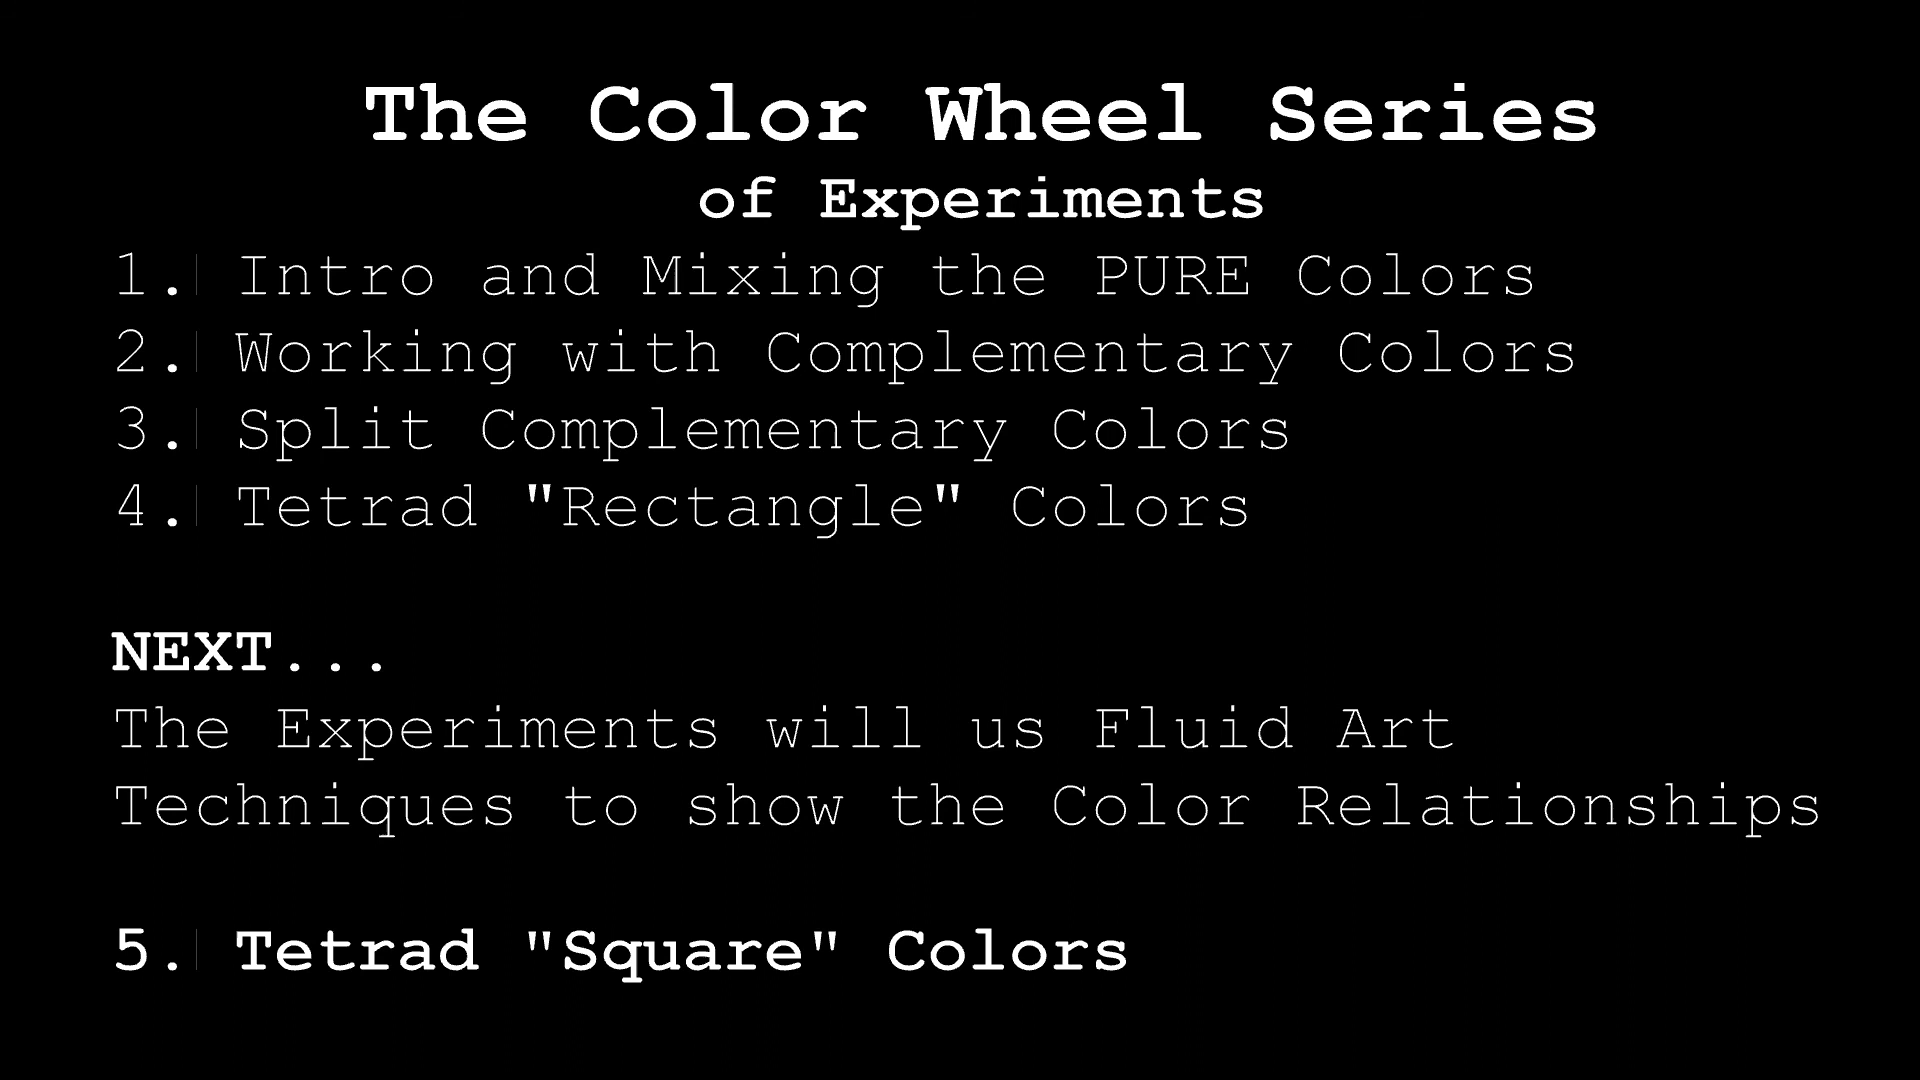 The Color Wheel Series
of Experiments
1. Intro and Mixing the PURE Colors
2. Working with Complementary Colors
3. Split Complementary Colors
4. Tetrad "Rectangle" Colors
NEXT...
The Experiments will us Fluid Art
Techniques to show the Color Relationships
5. Tetrad "Square" Colors